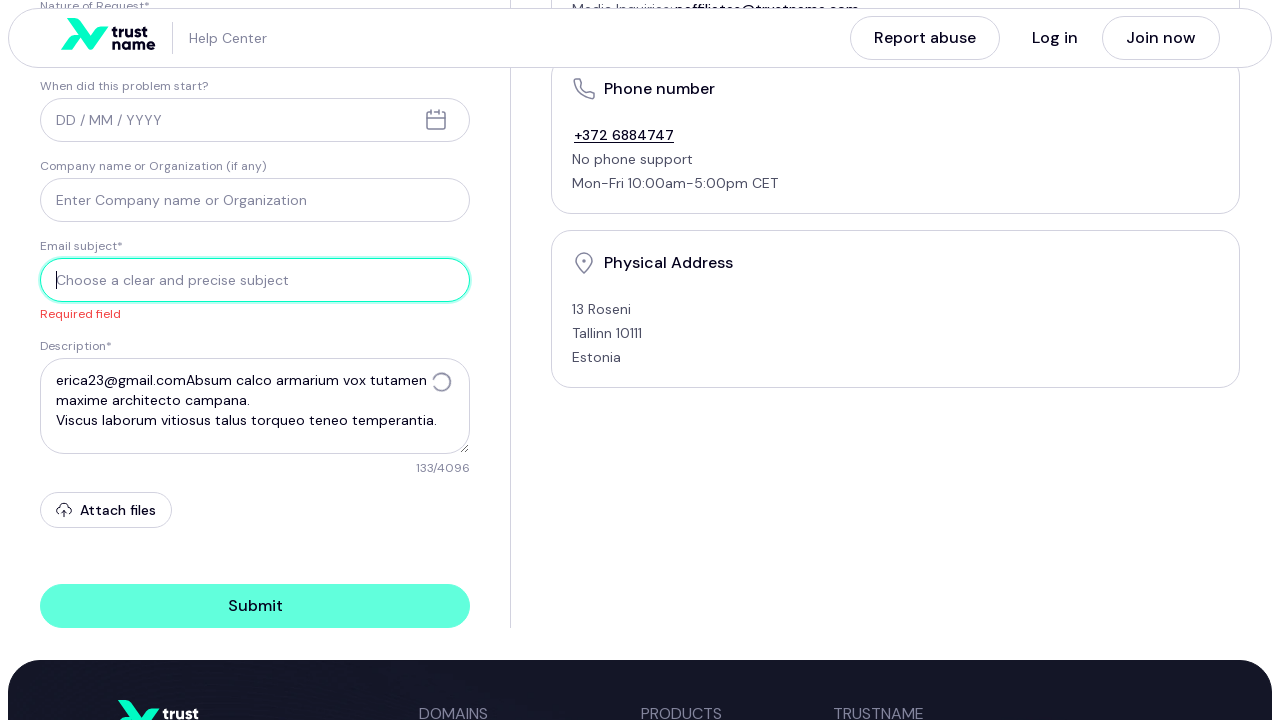 Nature of Request*
Media Inquiries: naffiliates@trustname.com
trust
name
Help Center
Report abuse
Log in
Join now
When did this problem start?
DD / MM / YYYY
Company name or Organization (if any)
Enter Company name or Organization
Email subject*
Choose a clear and precise subject
Required field
Description*
erica23@gmail.comAbsum calco armarium vox tutamen
maxime architecto campana.
Viscus laborum vitiosus talus torqueo teneo temperantia.
133/4096
Attach files
Submit
Phone number
+372 6884747
No phone support
Mon-Fri 10:00am-5:00pm CET
Physical Address
13 Roseni
Tallinn 10111
Estonia
trust
DOMAINS
PRODUCTS
TRUSTNAME